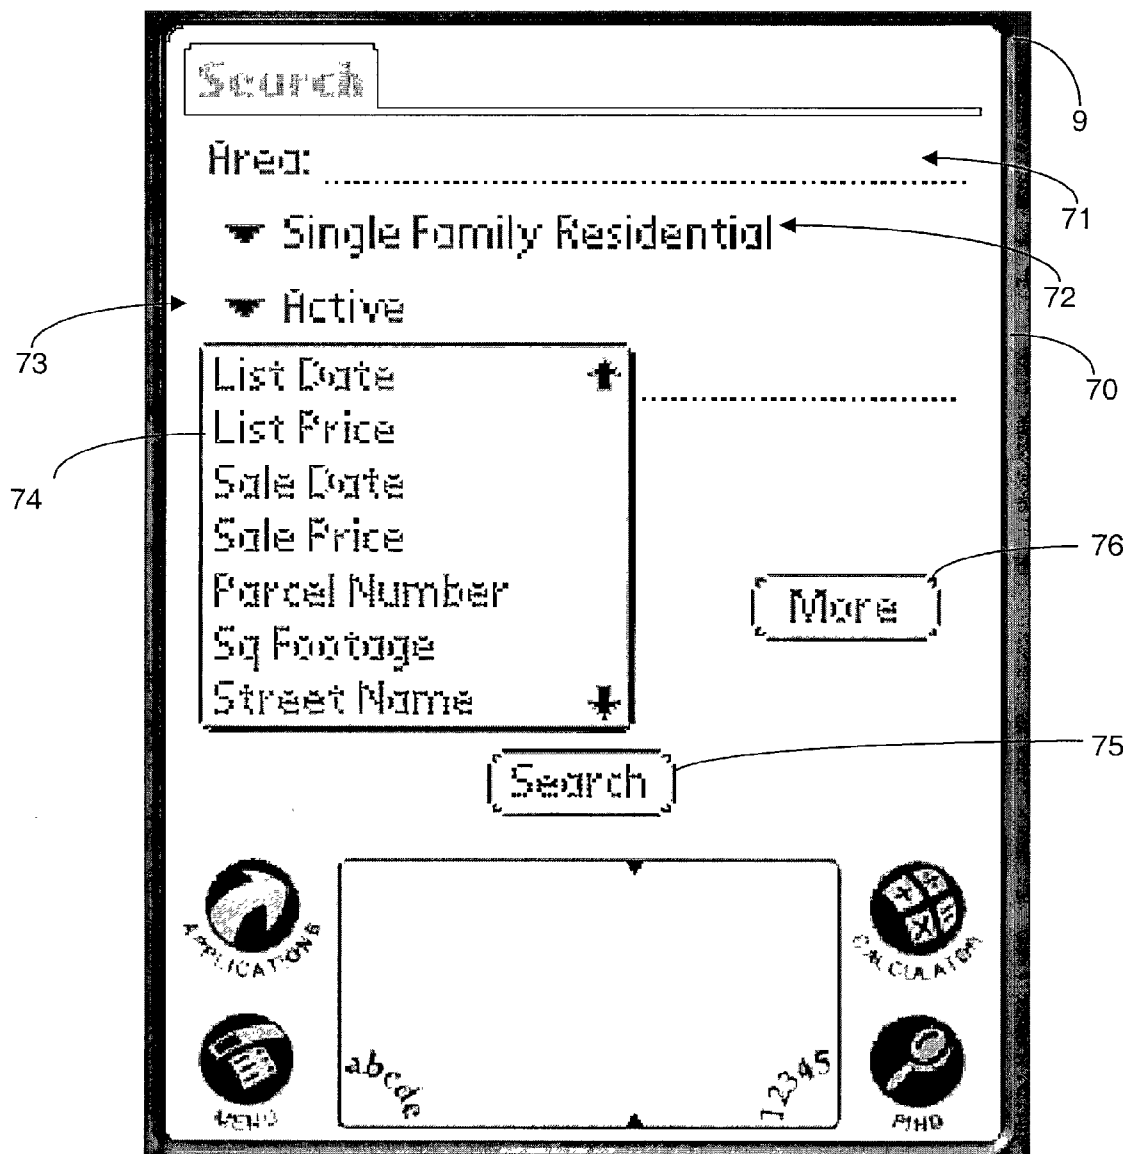 Search
9
Area:
71
Single Family Residential
72
Active
73
70
List Date
List Price
74
Sale Date
Sale Price
76
Parcel Number
More
Sq Footage
Street Name
75
Search
APPLICATIONS
CALCULATOR
MENU
abcde
12345
FIND